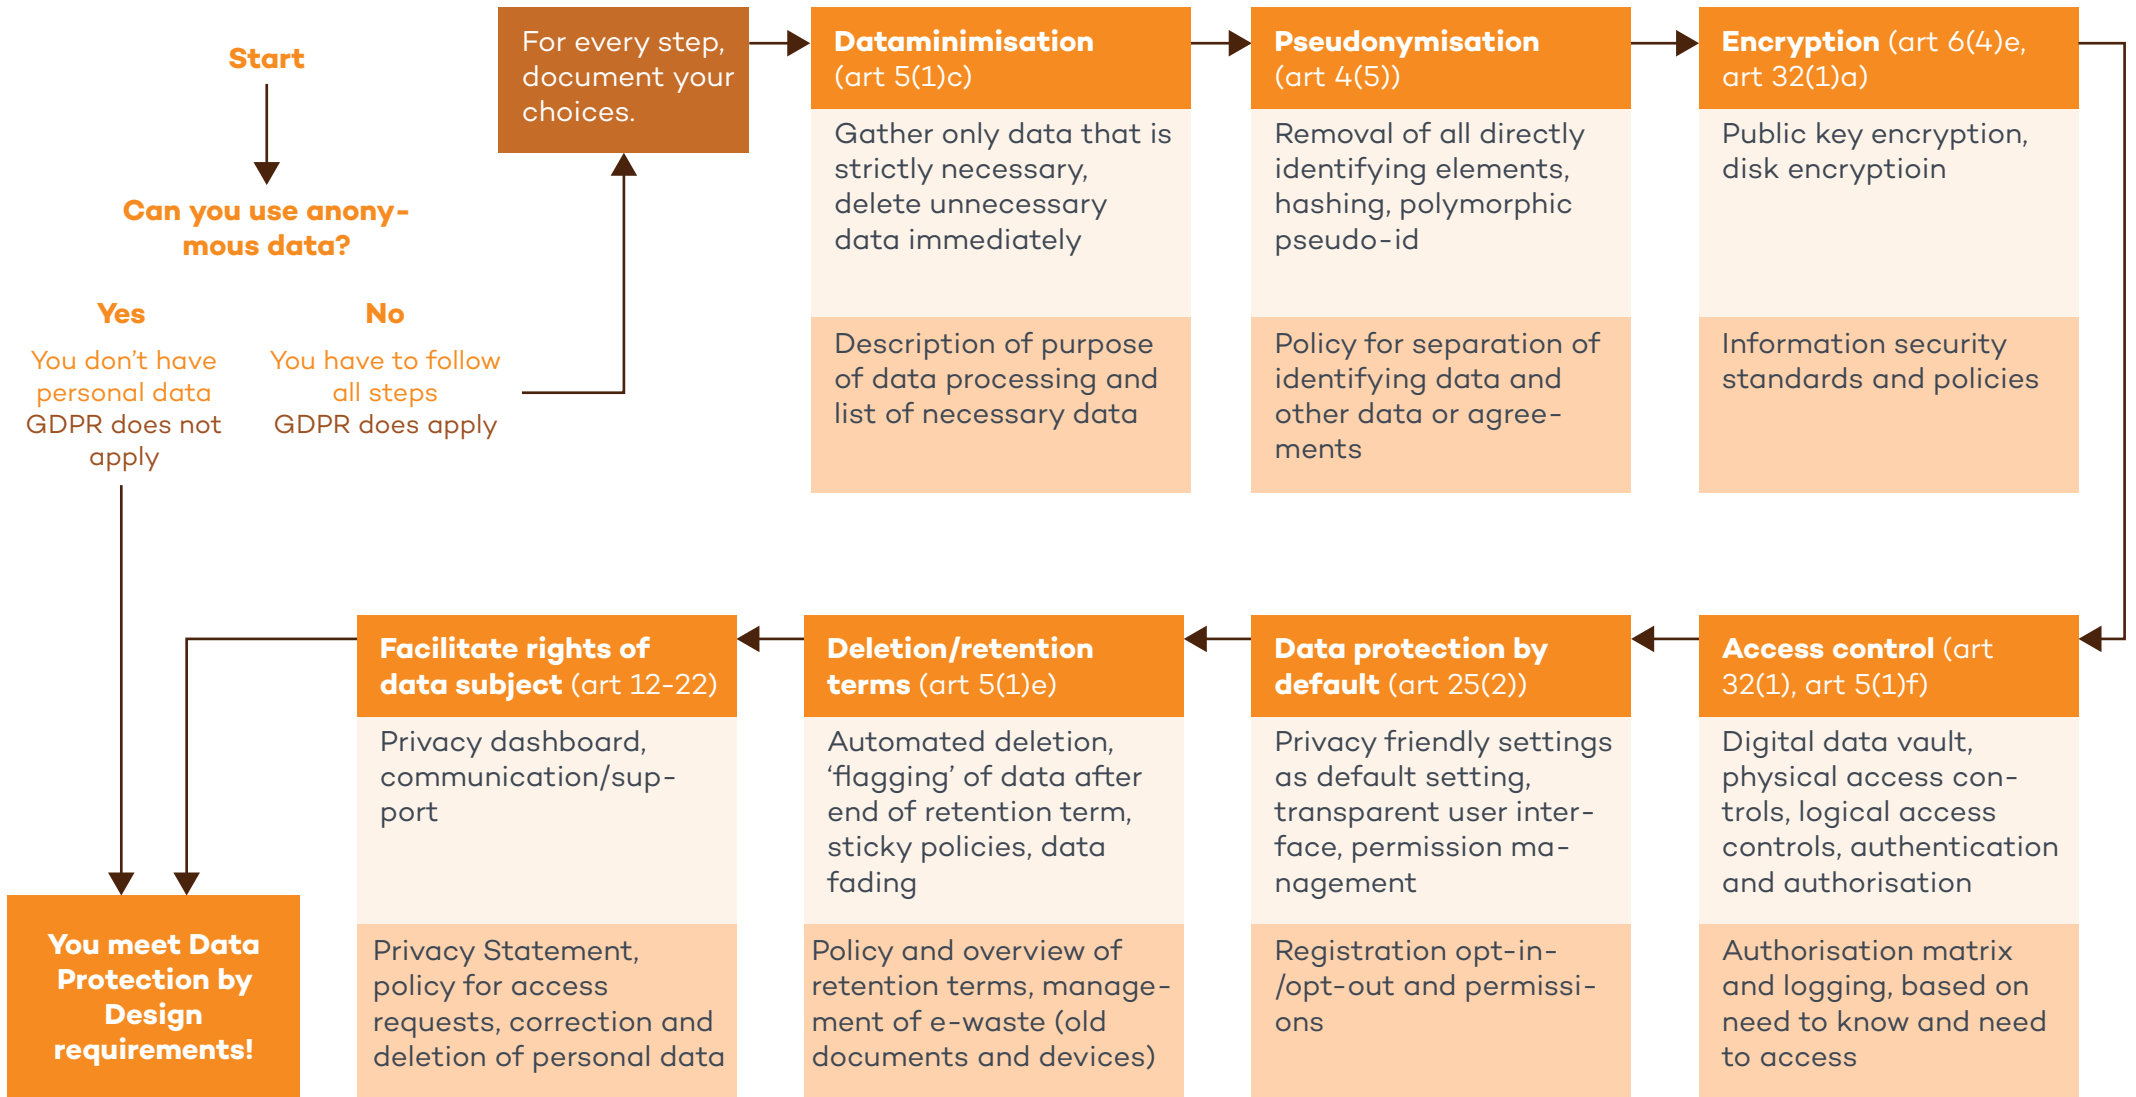 Start
Can you use anony-
mous data?
Yes
You don't have
personal data
GDPR does not
apply
No
You have to follow
all steps
GDPR does apply
For every step,
document your
choices.
Dataminimisation
(art 5(1)c)
Gather only data that is
strictly necessary,
delete unnecessary
data immediately
Description of purpose
of data processing and
list of necessary data
Pseudonymisation
(art 4(5))
Removal of all directly
identifying elements,
hashing, polymorphic
pseudo-id
Policy for separation of
identifying data and
other data or agree-
ments
Encryption (art 6(4)e,
art 32(1)a)
Public key encryption,
disk encryptioin
Information security
standards and policies
Access control (art
32(1), art 5(1)f)
Digital data vault,
physical access con-
trols, logical access
controls, authentication
and authorisation
Authorisation matrix
and logging, based on
need to know and need
to access
Data protection by
default (art 25(2))
Privacy friendly settings
as default setting,
transparent user inter-
face, permission ma-
nagement
Registration opt-in-
/opt-out and permissi-
ons
Deletion/retention
terms (art 5(1)e)
Automated deletion,
‘flagging’ of data after
end of retention term,
sticky policies, data
fading
Policy and overview of
retention terms, manage-
ment of e-waste (old
documents and devices)
Facilitate rights of
data subject (art 12-22)
Privacy dashboard,
communication/sup-
port
Privacy Statement,
policy for access
requests, correction and
deletion of personal data
You meet Data
Protection by
Design
requirements!